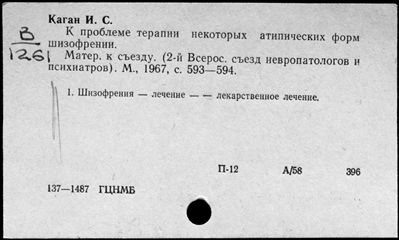 Каган И. С.
В
1261
К проблеме терапии некоторых атипических форм
шизофрении.
Матер. к съезду. (2-й Всерос. съезд невропатологов и
психиатров). М., 1967, с. 593—594.
1. Шизофрения — лечение — — лекарственное лечение.
П-12 А/58 396
137—1487 ГЦНМБ